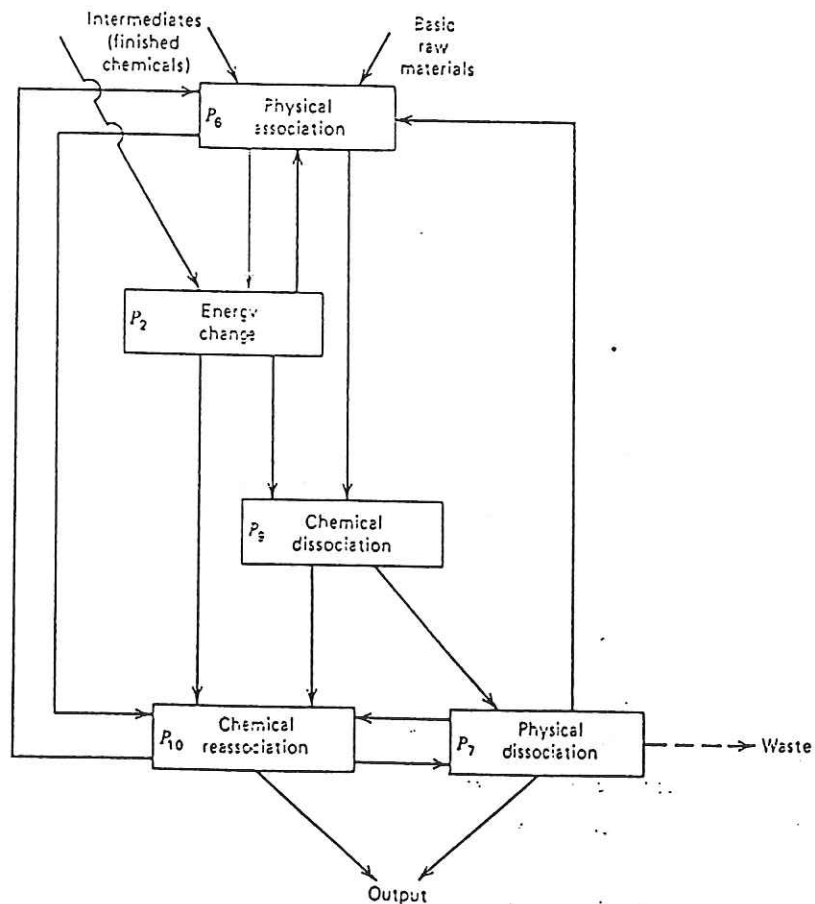 Intermediates
(finished
chemicals)
Basic
raw
materials
P6
Physical
association
P2
Energy
change
P9
Chemical
dissociation
P10
Chemical
reassociation
P7
Physical
dissociation
Waste
Output